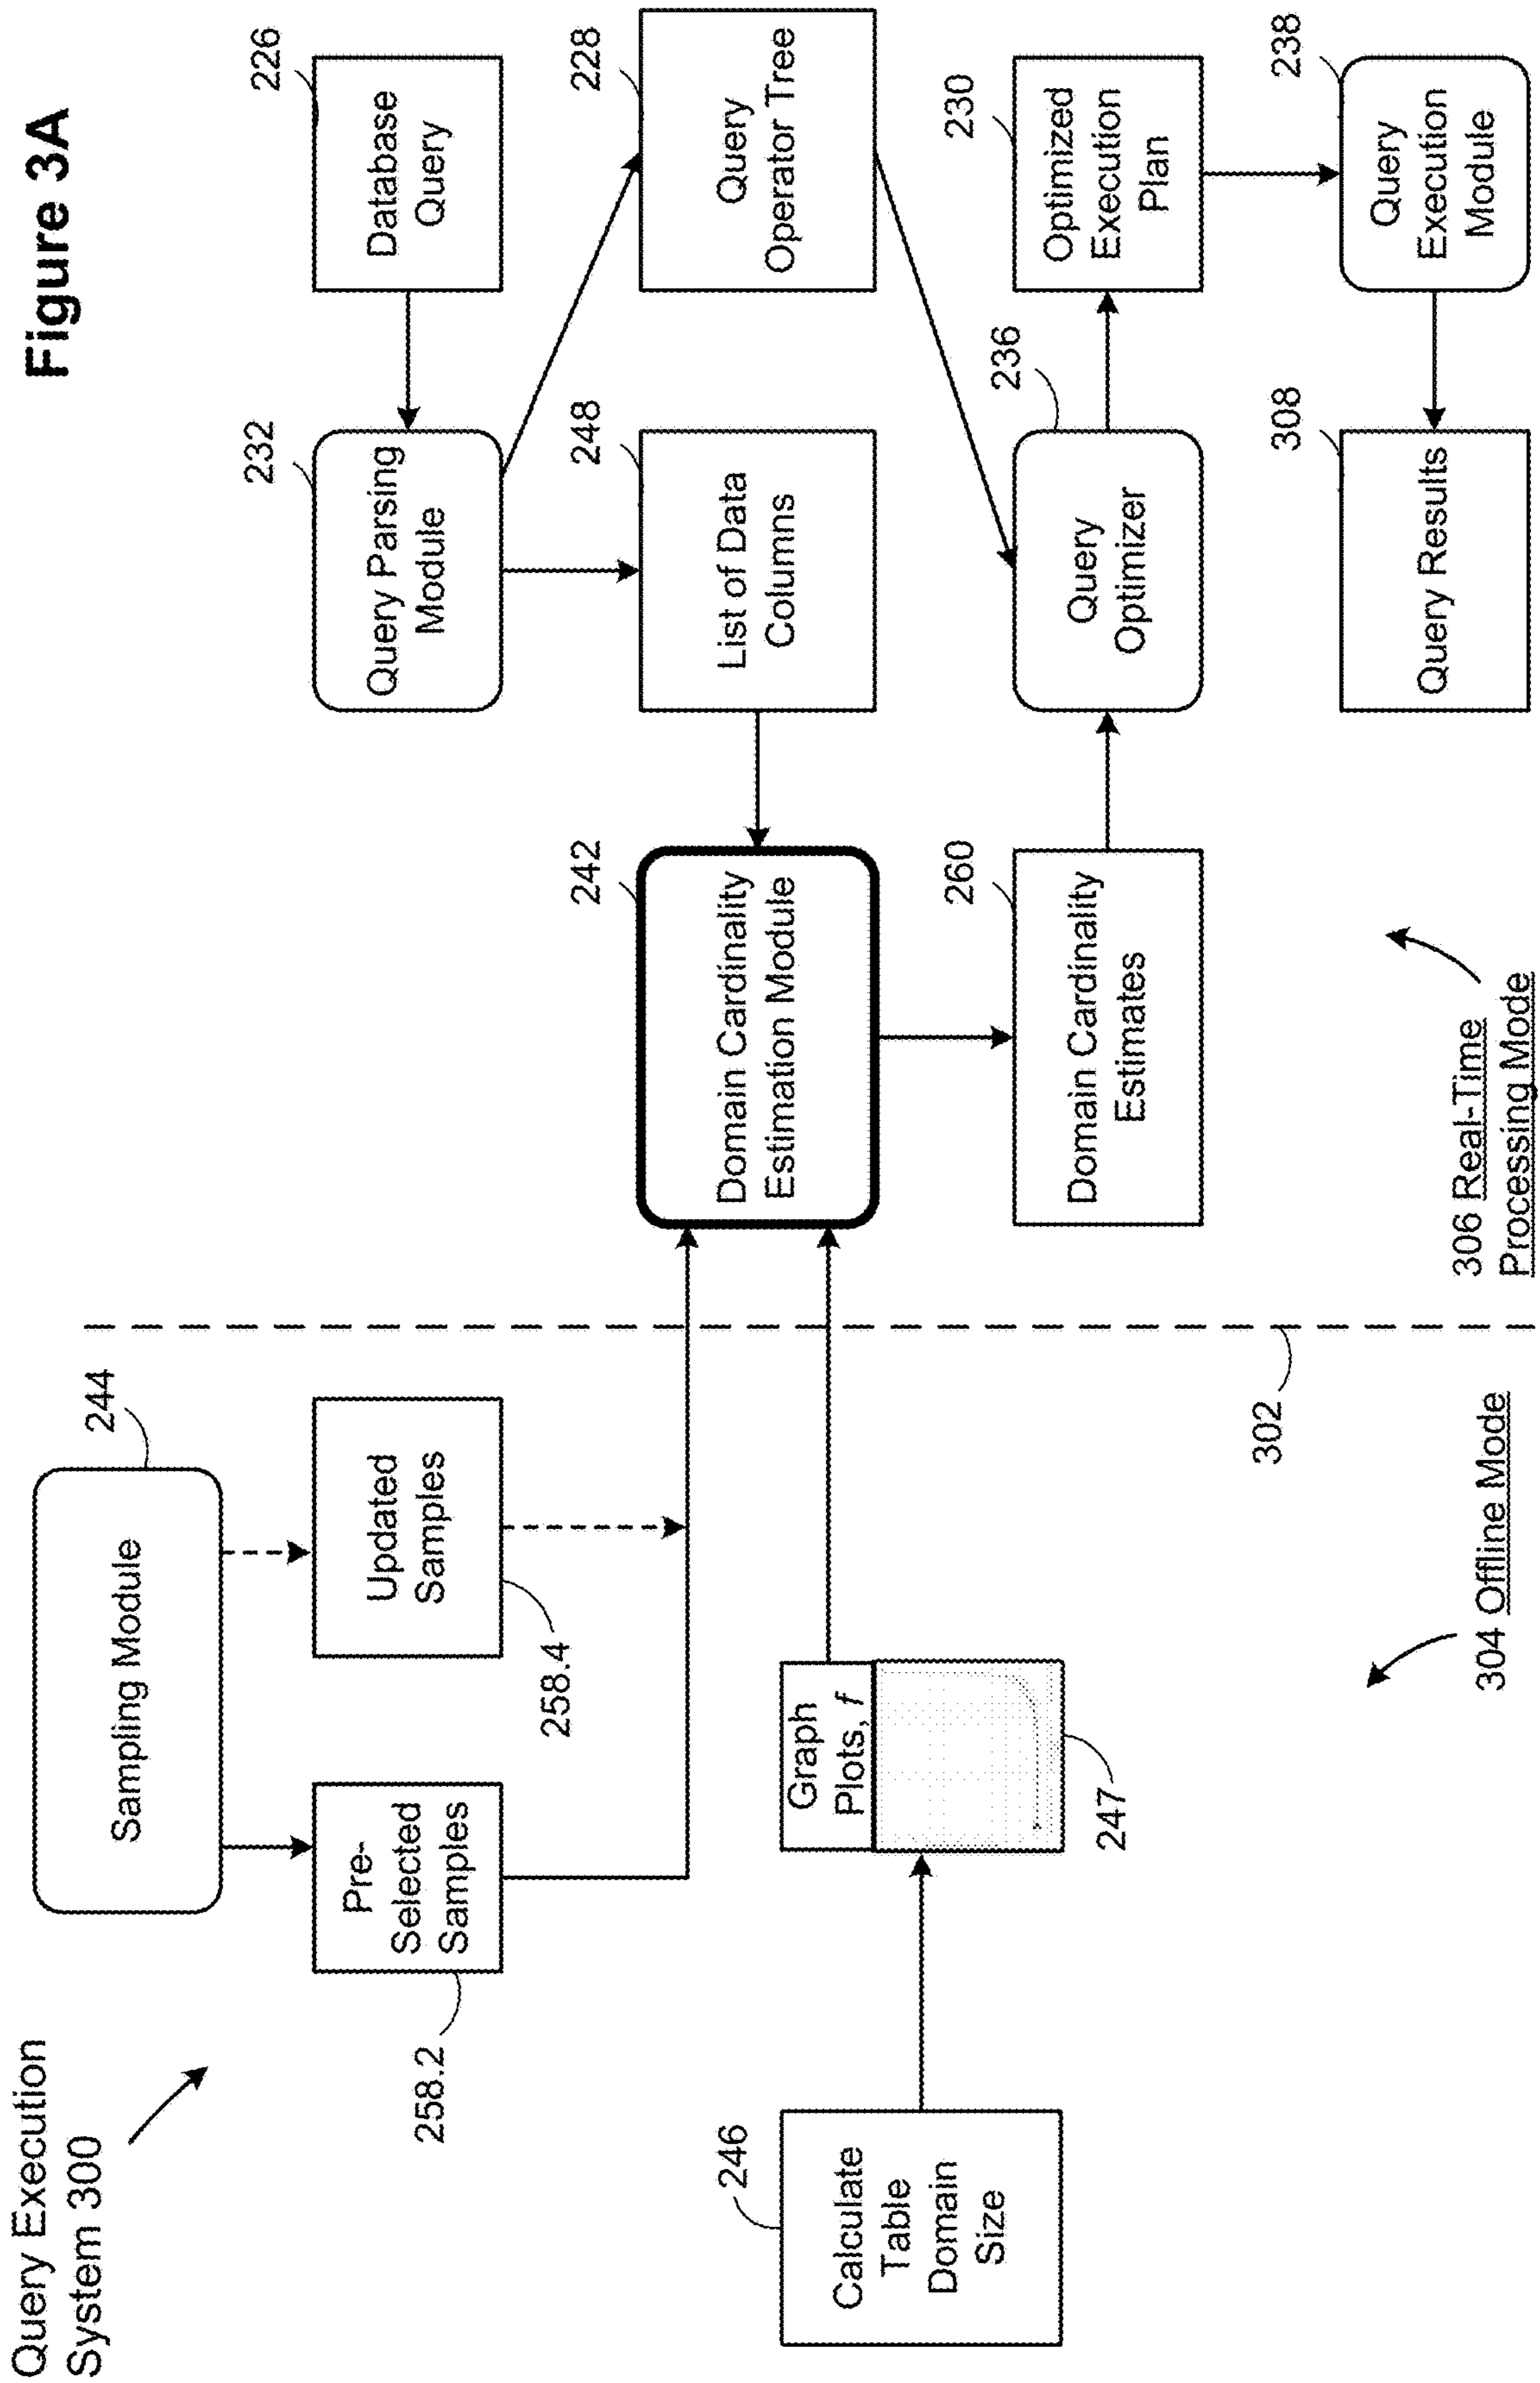 Figure 3A
Query Execution
System 300
244
Sampling Module
258.2
Pre-
Selected
Samples
Updated
Samples
258.4
246
Calculate
Table
Domain
Size
Graph
Plots, f
247
302
304 Offline Mode
226
Database
Query
232
Query Parsing
Module
228
Query
Operator Tree
248
List of Data
Columns
242
Domain Cardinality
Estimation Module
260
Domain Cardinality
Estimates
236
Query
Optimizer
230
Optimized
Execution
Plan
238
Query
Execution
Module
308
Query Results
306 Real-Time
Processing Mode